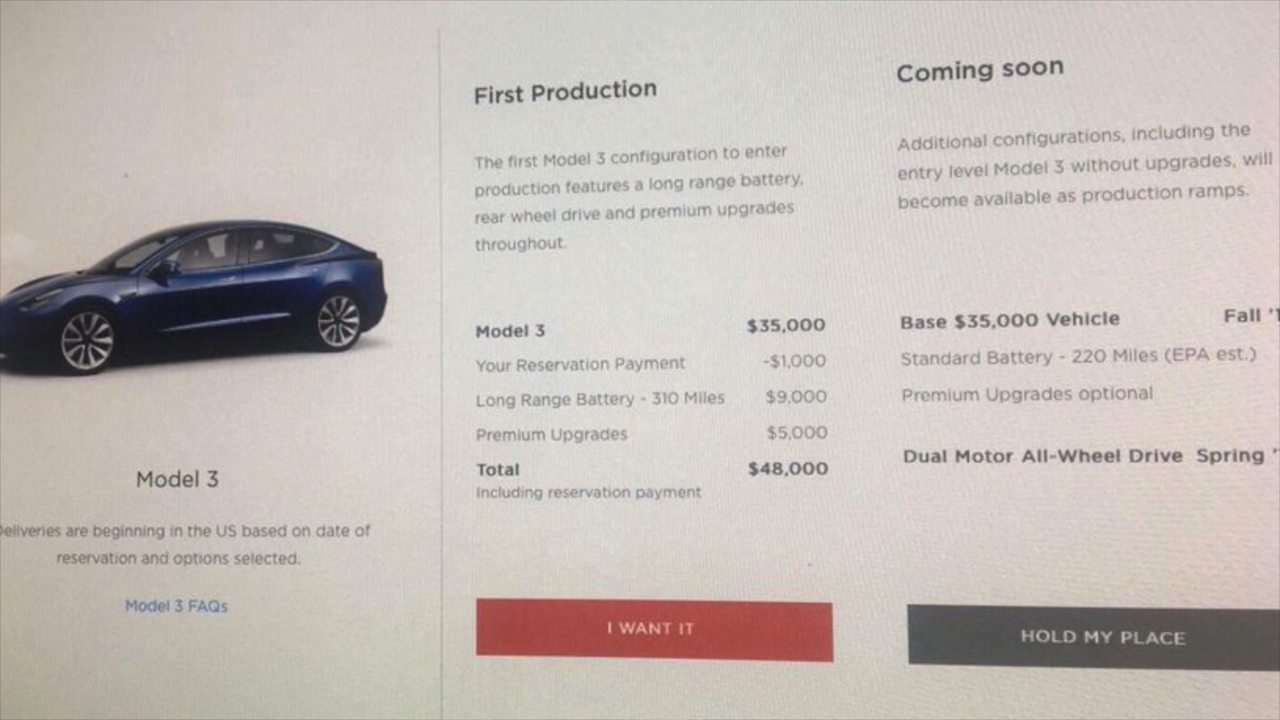 Model 3
Deliveries are beginning in the US based on date of
reservation and options selected.
Model 3 FAQs
First Production
The first Model 3 configuration to enter
production features a long range battery,
rear wheel drive and premium upgrades
throughout.
Model 3 $35,000
Your Reservation Payment -$1,000
Long Range Battery - 310 Miles $9,000
Premium Upgrades $5,000
Total $48,000
Including reservation payment
I WANT IT
Coming soon
Additional configurations, including the
entry level Model 3 without upgrades, will
become available as production ramps.
Base $35,000 Vehicle Fall
Standard Battery - 220 Miles (EPA est.)
Premium Upgrades optional
Dual Motor All-Wheel Drive Spring
HOLD MY PLACE